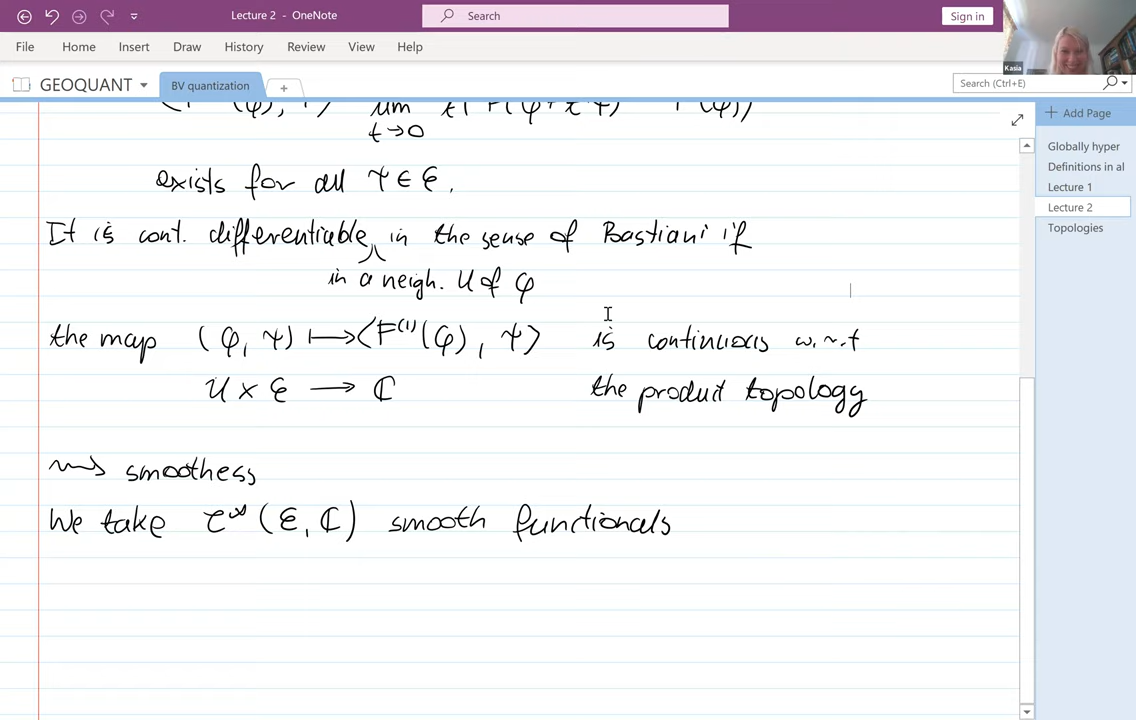 Lecture 2 - OneNote
Search
Sign in
Kasia
File Home Insert Draw History Review View Help
GEOQUANT
BV quantization
Search (Ctrl+E)
Add Page
Globally hyper
Definitions in al
Lecture 1
Lecture 2
Topologies
lim
t→0
exists for all ψ ∈ ℰ.
It is cont. differentiable in the sense of Bastiani if
in a neigh. U of φ
the map (φ, ψ) ↦ ⟨F⁽¹⁾(φ), ψ⟩ is continuous w.r.t
U × ℰ → ℂ the product topology
⇝ smoothess
We take 𝒞^∞(ℰ, ℂ) smooth functionals